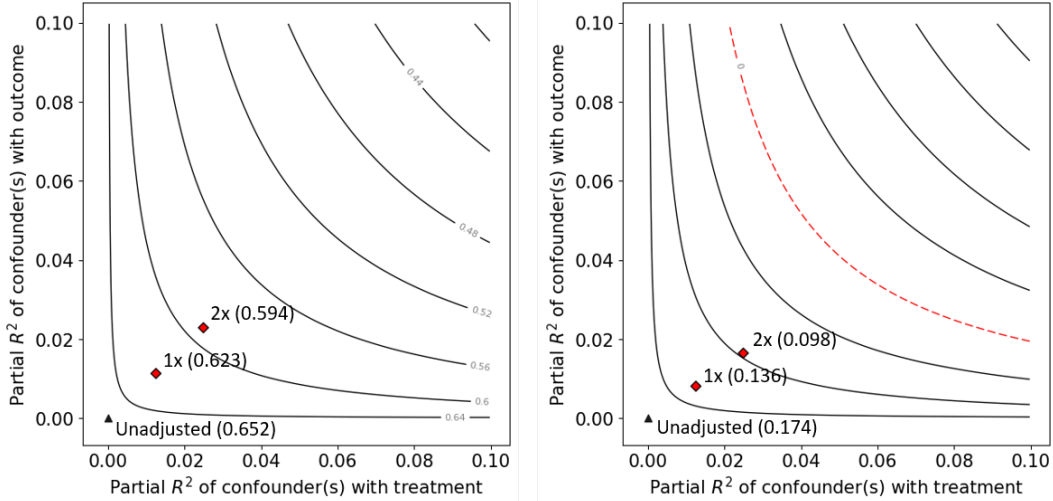 0.10
0.08
0.06
0.04
0.02
0.00
Partial R² of confounder(s) with outcome
0.44
0.48
0.52
0.56
0.6
0.64
2x (0.594)
1x (0.623)
Unadjusted (0.652)
0.00 0.02 0.04 0.06 0.08 0.10
Partial R² of confounder(s) with treatment
0.10
0.08
0.06
0.04
0.02
0.00
Partial R² of confounder(s) with outcome
0
2x (0.098)
1x (0.136)
Unadjusted (0.174)
0.00 0.02 0.04 0.06 0.08 0.10
Partial R² of confounder(s) with treatment